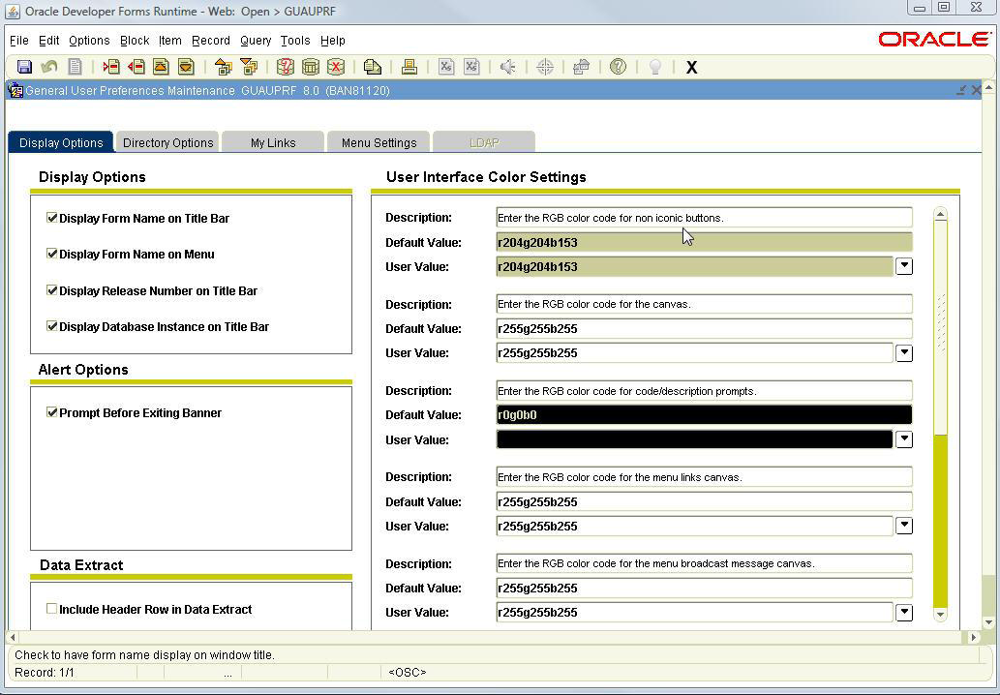 Oracle Developer Forms Runtime - Web: Open > GUAUPRF
File Edit Options Block Item Record Query Tools Help
ORACLE
General User Preferences Maintenance GUAUPRF 8.0 (BAN81120)
Display Options Directory Options My Links Menu Settings LDAP
Display Options
Display Form Name on Title Bar
Display Form Name on Menu
Display Release Number on Title Bar
Display Database Instance on Title Bar
Alert Options
Prompt Before Exiting Banner
Data Extract
Include Header Row in Data Extract
User Interface Color Settings
Description: Enter the RGB color code for non iconic buttons.
Default Value: r204g204b153
User Value: r204g204b153
Description: Enter the RGB color code for the canvas.
Default Value: r255g255b255
User Value: r255g255b255
Description: Enter the RGB color code for code/description prompts.
Default Value: r0g0b0
User Value:
Description: Enter the RGB color code for the menu links canvas.
Default Value: r255g255b255
User Value: r255g255b255
Description: Enter the RGB color code for the menu broadcast message canvas.
Default Value: r255g255b255
User Value: r255g255b255
Check to have form name display on window title.
Record: 1/1 ... <OSC>